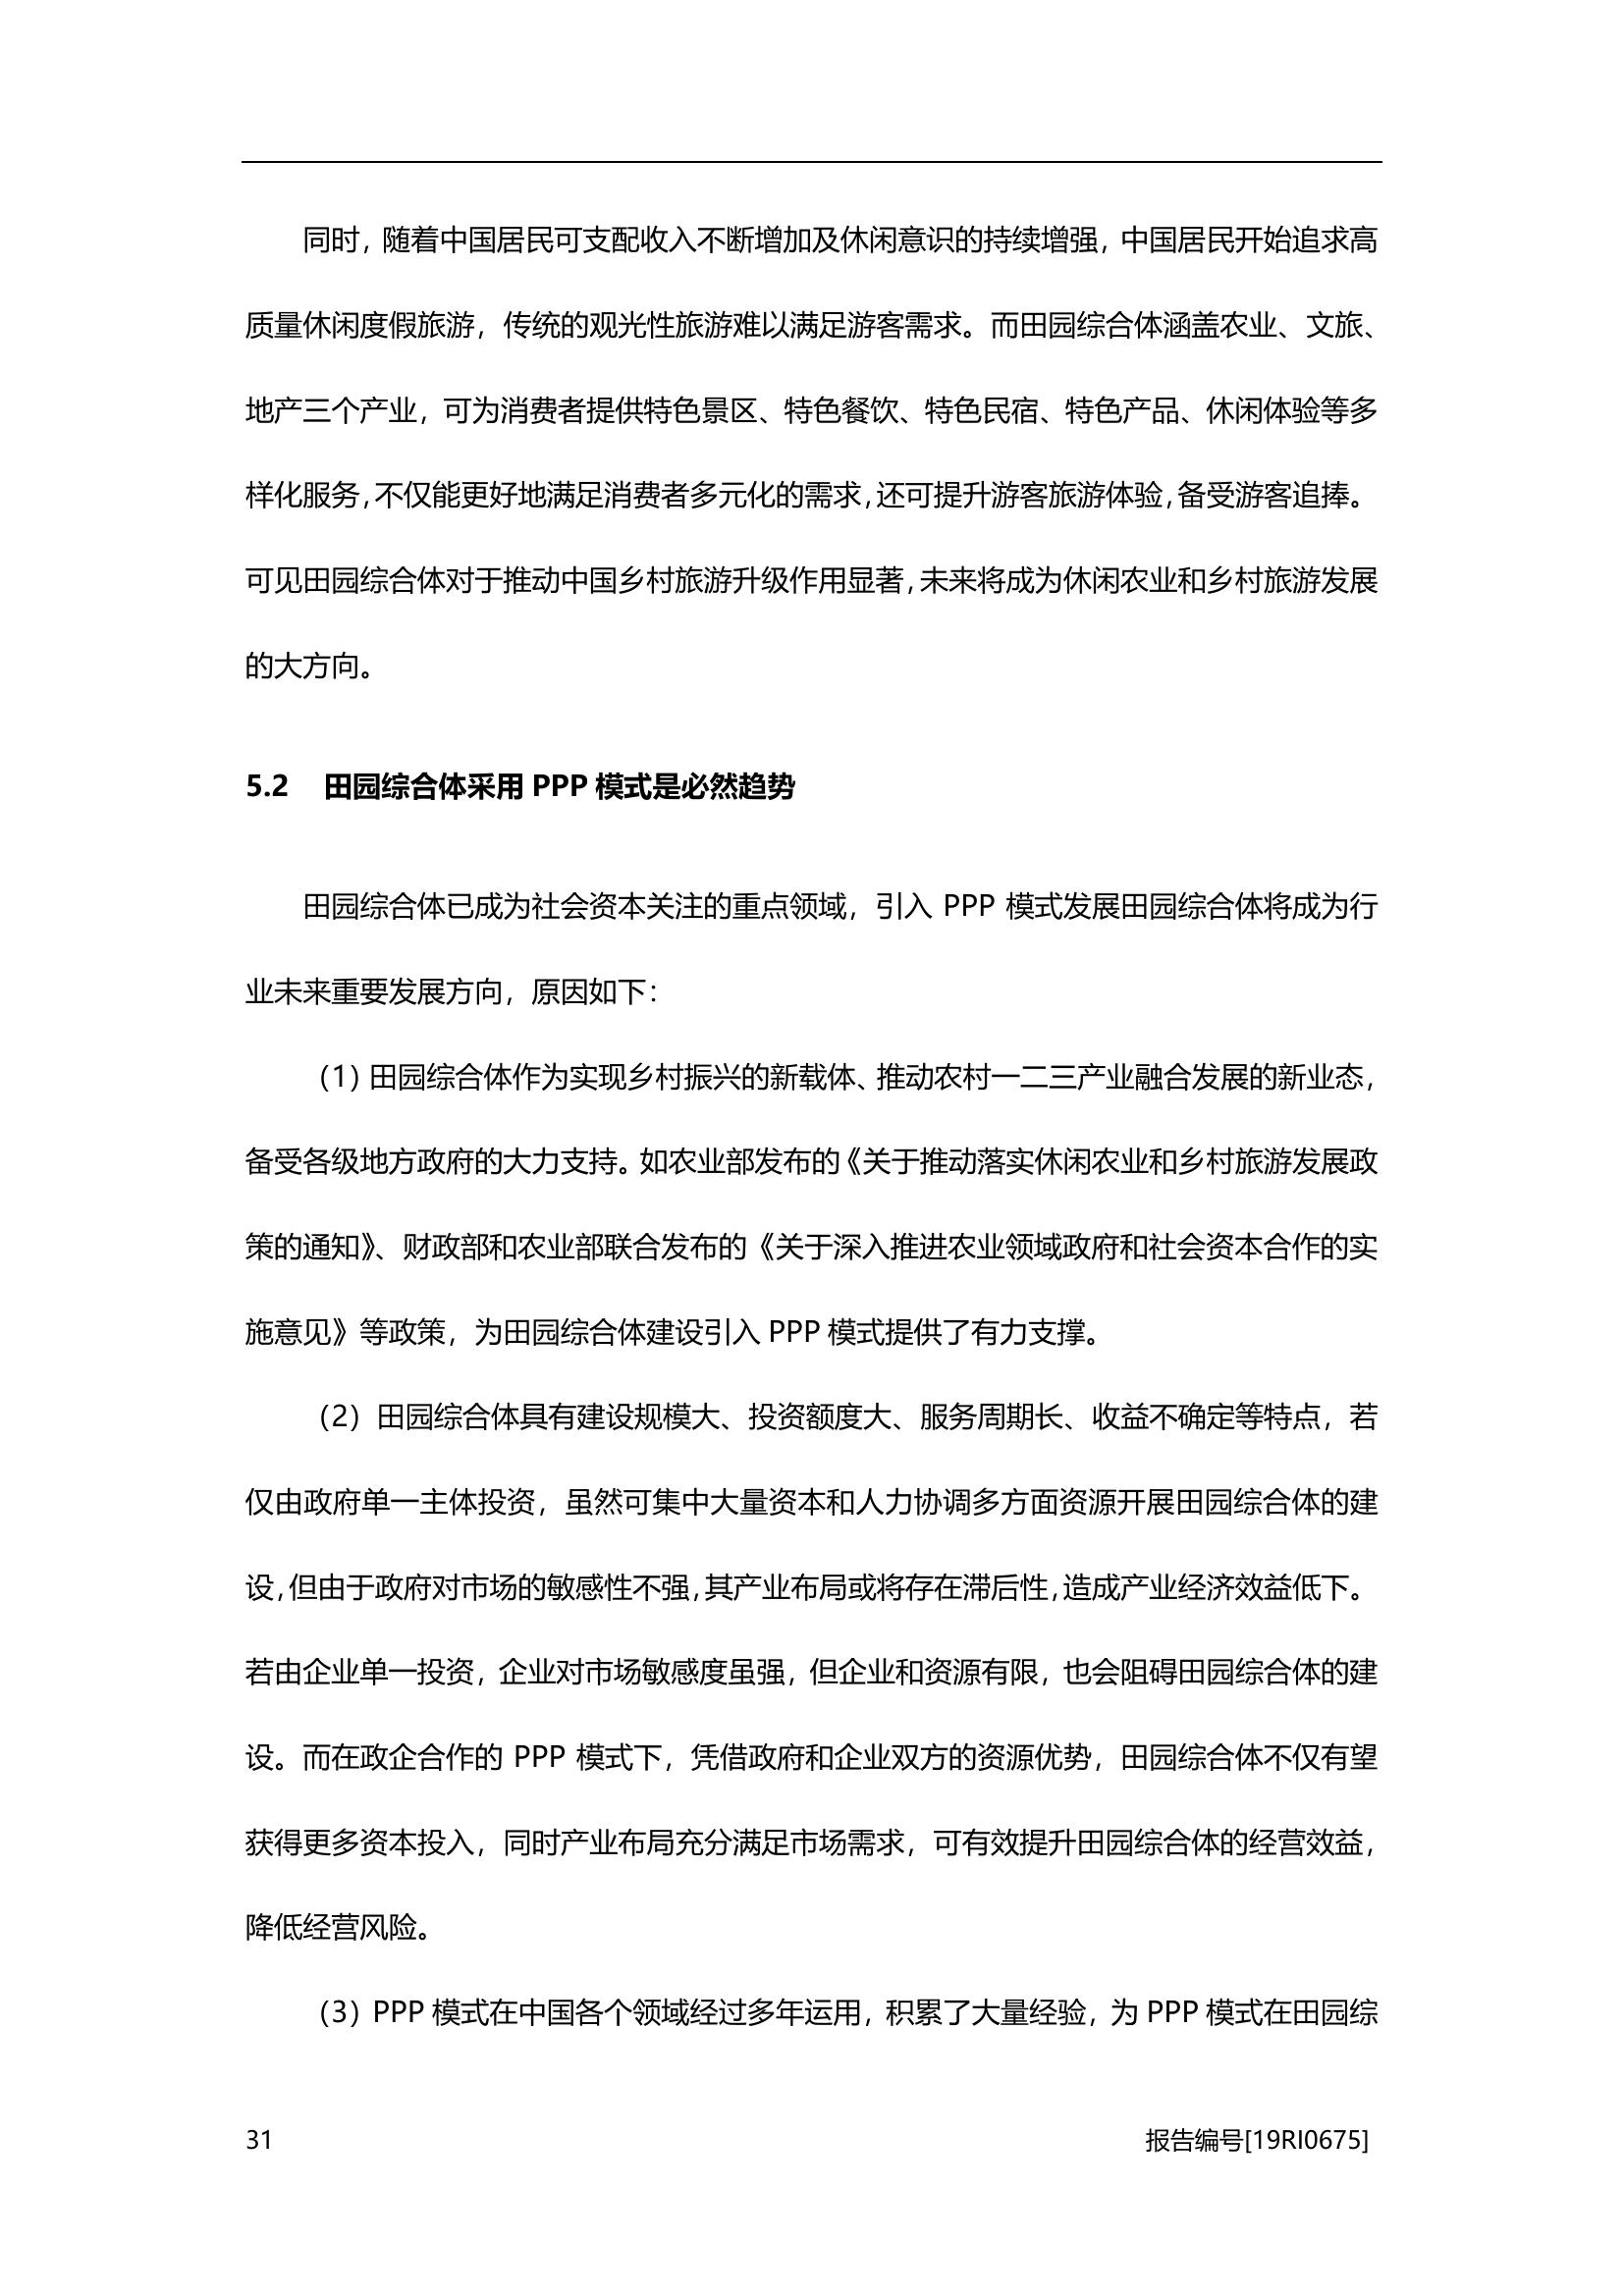 同时，随着中国居民可支配收入不断增加及休闲意识的持续增强，中国居民开始追求高
质量休闲度假旅游，传统的观光性旅游难以满足游客需求。而田园综合体涵盖农业、文旅、
地产三个产业，可为消费者提供特色景区、特色餐饮、特色民宿、特色产品、休闲体验等多
样化服务，不仅能更好地满足消费者多元化的需求，还可提升游客旅游体验，备受游客追捧。
可见田园综合体对于推动中国乡村旅游升级作用显著，未来将成为休闲农业和乡村旅游发展
的大方向。
5.2 田园综合体采用 PPP 模式是必然趋势
田园综合体已成为社会资本关注的重点领域，引入 PPP 模式发展田园综合体将成为行
业未来重要发展方向，原因如下：
（1）田园综合体作为实现乡村振兴的新载体、推动农村一二三产业融合发展的新业态，
备受各级地方政府的大力支持。如农业部发布的《关于推动落实休闲农业和乡村旅游发展政
策的通知》、财政部和农业部联合发布的《关于深入推进农业领域政府和社会资本合作的实
施意见》等政策，为田园综合体建设引入 PPP 模式提供了有力支撑。
（2）田园综合体具有建设规模大、投资额度大、服务周期长、收益不确定等特点，若
仅由政府单一主体投资，虽然可集中大量资本和人力协调多方面资源开展田园综合体的建
设，但由于政府对市场的敏感性不强，其产业布局或将存在滞后性，造成产业经济效益低下。
若由企业单一投资，企业对市场敏感度虽强，但企业和资源有限，也会阻碍田园综合体的建
设。而在政企合作的 PPP 模式下，凭借政府和企业双方的资源优势，田园综合体不仅有望
获得更多资本投入，同时产业布局充分满足市场需求，可有效提升田园综合体的经营效益，
降低经营风险。
（3）PPP 模式在中国各个领域经过多年运用，积累了大量经验，为 PPP 模式在田园综
31 报告编号[19RI0675]